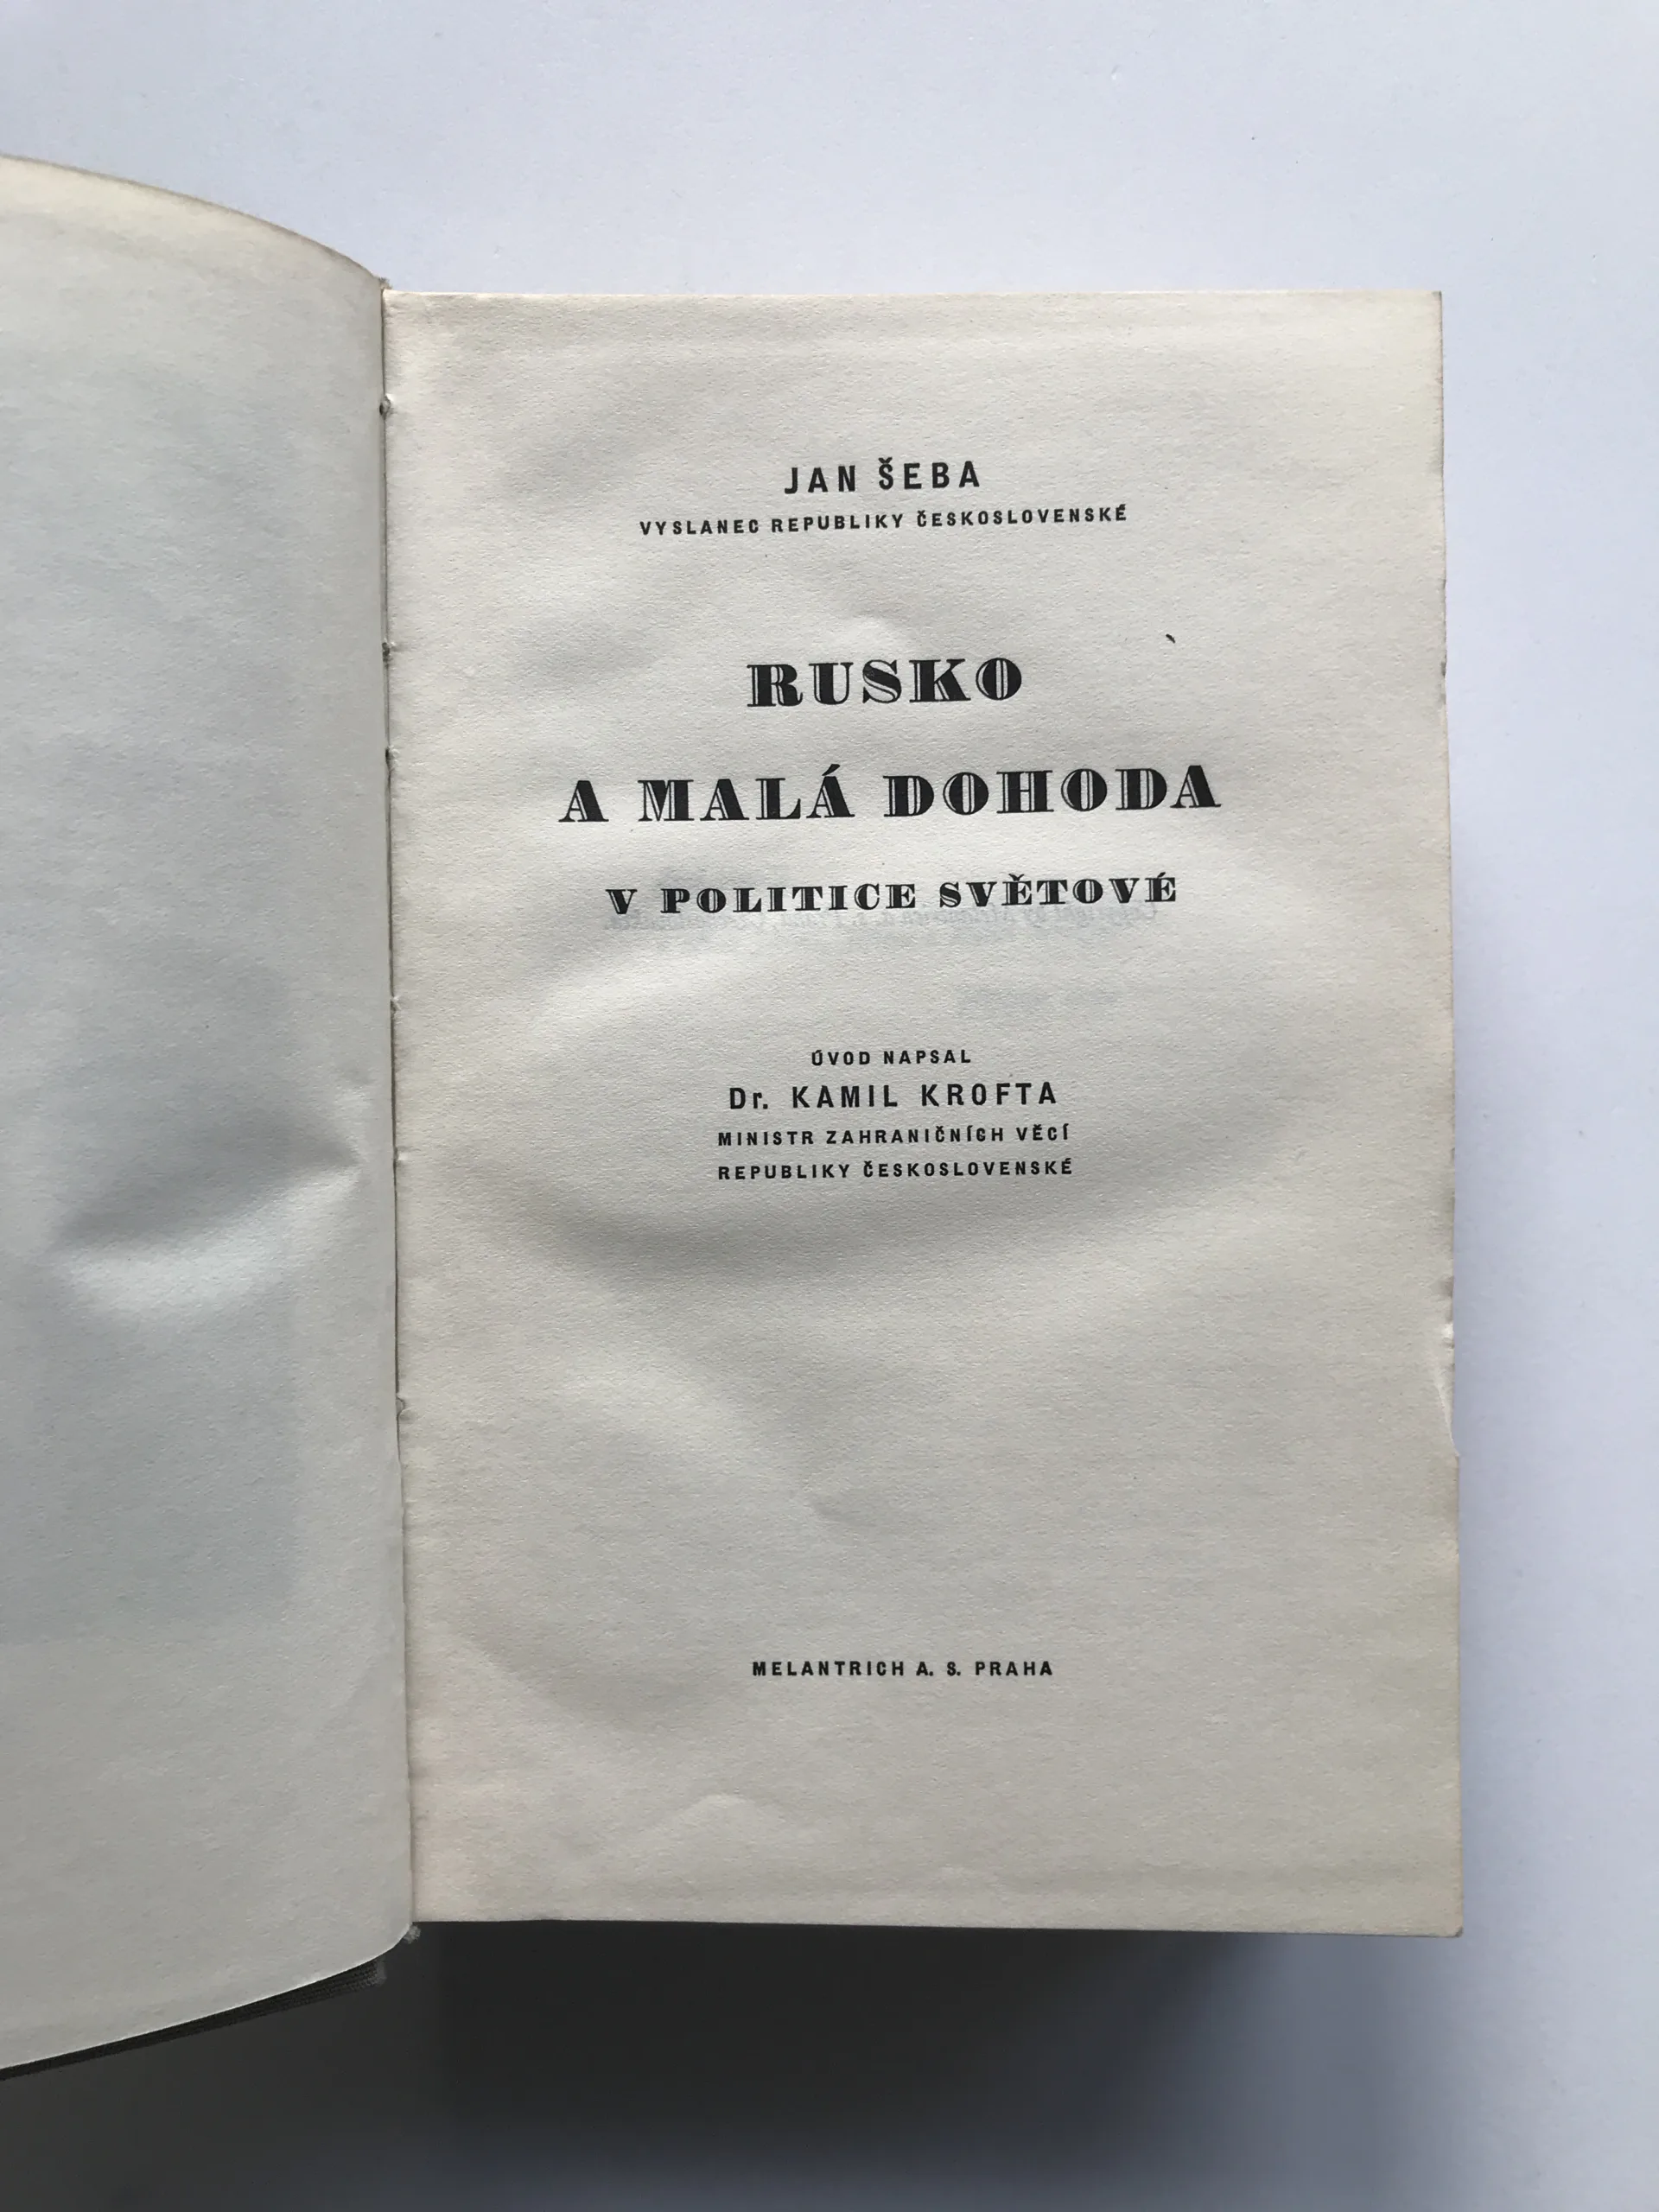 JAN ŠEBA
VYSLANEC REPUBLIKY ČESKOSLOVENSKÉ
RUSKO
A MALÁ DOHODA
V POLITICE SVĚTOVÉ
ÚVOD NAPSAL
Dr. KAMIL KROFTA
MINISTR ZAHRANIČNÍCH VĚCÍ
REPUBLIKY ČESKOSLOVENSKÉ
MELANTRICH A. S. PRAHA